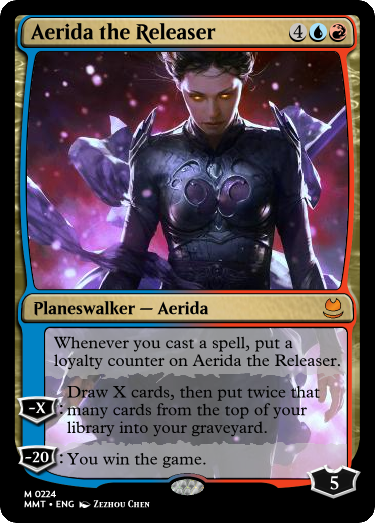 Aerida the Releaser 4
Planeswalker — Aerida
Whenever you cast a spell, put a
loyalty counter on Aerida the Releaser.
-X : Draw X cards, then put twice that
many cards from the top of your
library into your graveyard.
-20 : You win the game.
5
M 0224
MMT • ENG Zezhou Chen